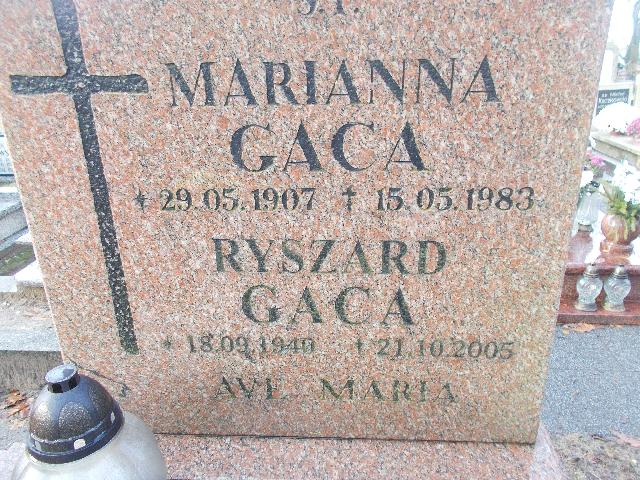 Ś.P.
MARIANNA
GACA
* 29.05.1907 † 15.05.1983
RYSZARD
GACA
* 18.09.1940 † 21.10.2005
AVE MARIA